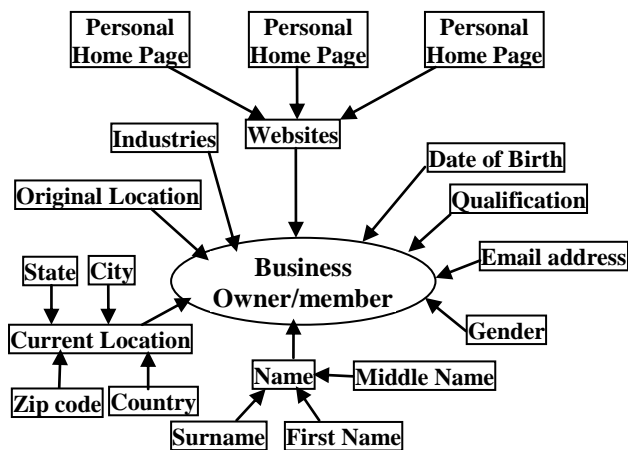 Personal
Home Page
Personal
Home Page
Personal
Home Page
Industries
Websites
Date of Birth
Original Location
Qualification
State
City
Business
Owner/member
Email address
Current Location
Gender
Zip code
Country
Name
Middle Name
Surname
First Name